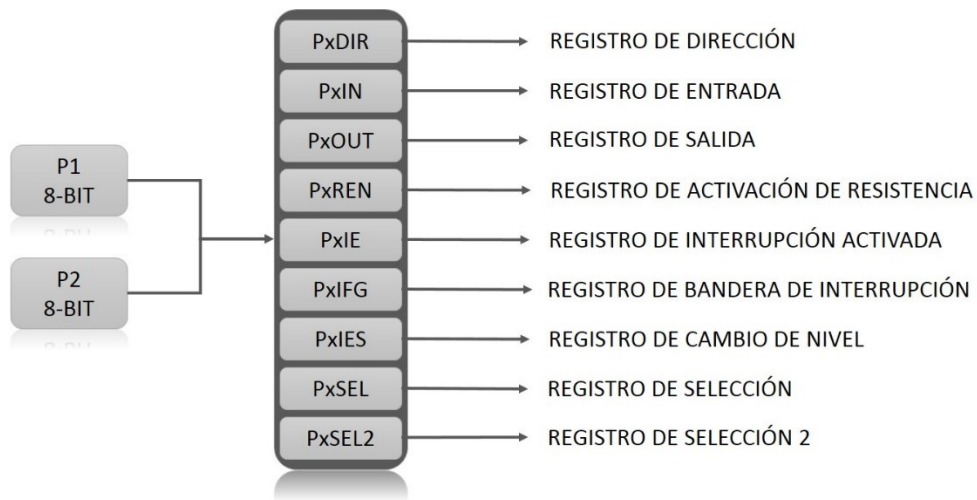 P1
8-BIT
P2
8-BIT
PxDIR
REGISTRO DE DIRECCIÓN
PxIN
REGISTRO DE ENTRADA
PxOUT
REGISTRO DE SALIDA
PxREN
REGISTRO DE ACTIVACIÓN DE RESISTENCIA
PxIE
REGISTRO DE INTERRUPCIÓN ACTIVADA
PxIFG
REGISTRO DE BANDERA DE INTERRUPCIÓN
PxIES
REGISTRO DE CAMBIO DE NIVEL
PxSEL
REGISTRO DE SELECCIÓN
PxSEL2
REGISTRO DE SELECCIÓN 2